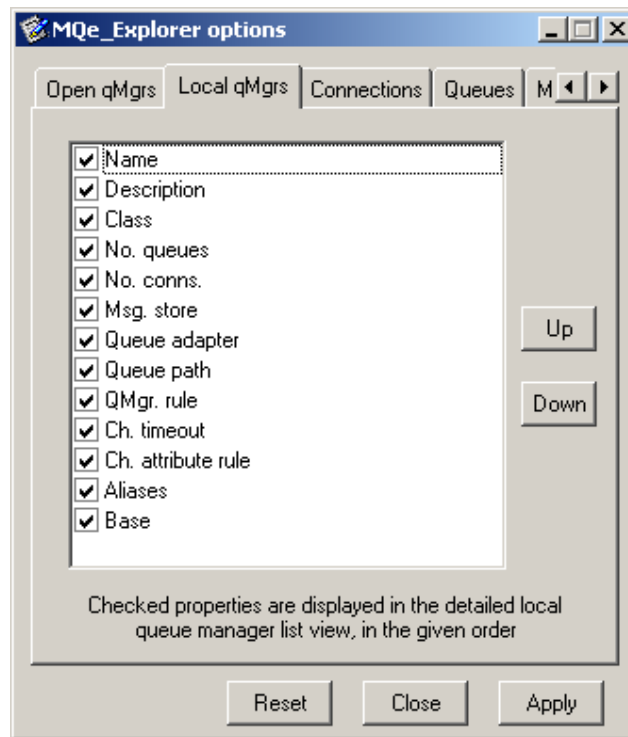 MQe_Explorer options
Open qMgrs Local qMgrs Connections Queues M
Name
Description
Class
No. queues
No. conns.
Msg. store
Queue adapter
Queue path
QMgr. rule
Ch. timeout
Ch. attribute rule
Aliases
Base
Up
Down
Checked properties are displayed in the detailed local
queue manager list view, in the given order
Reset Close Apply